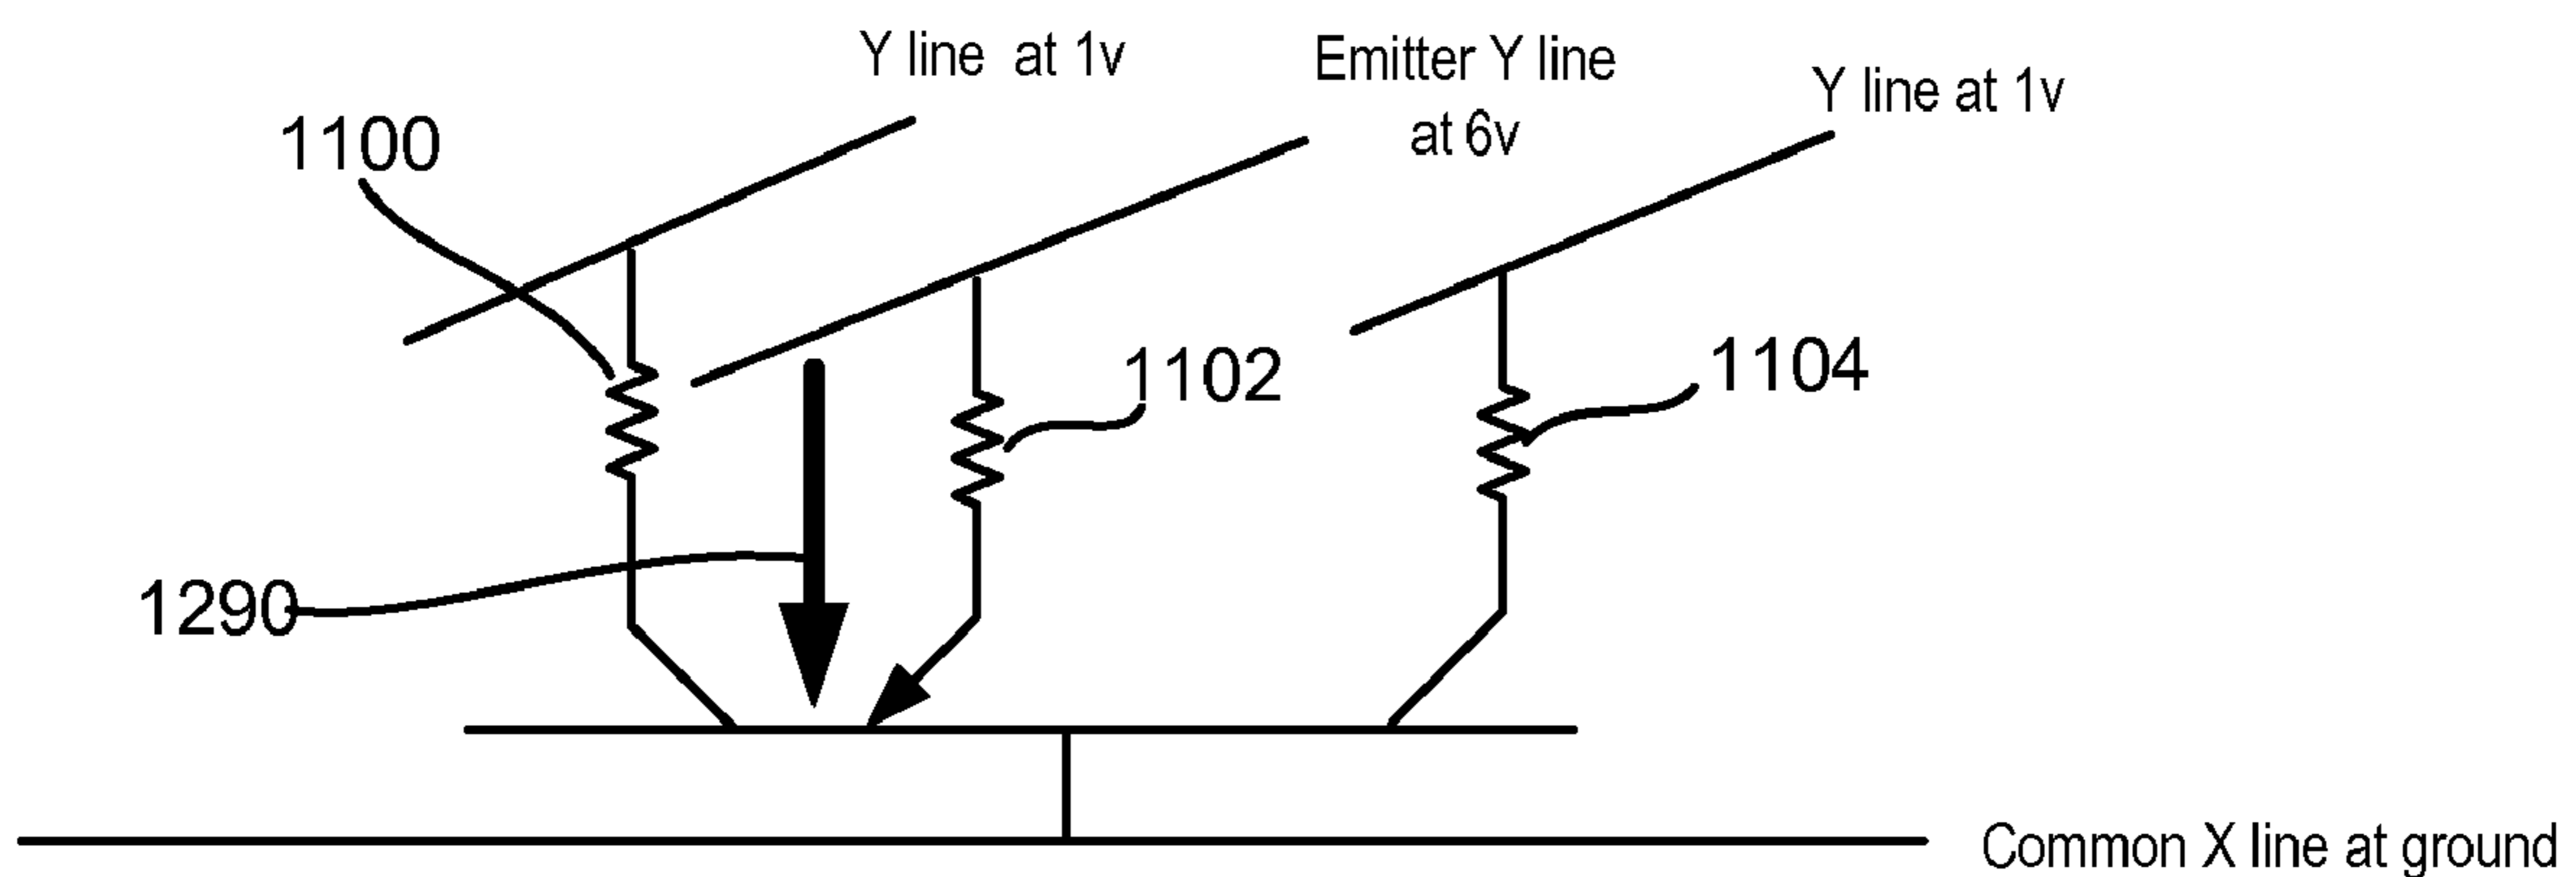 Y line at 1v
Emitter Y line
at 6v
Y line at 1v
1100
1102
1104
1290
Common X line at ground